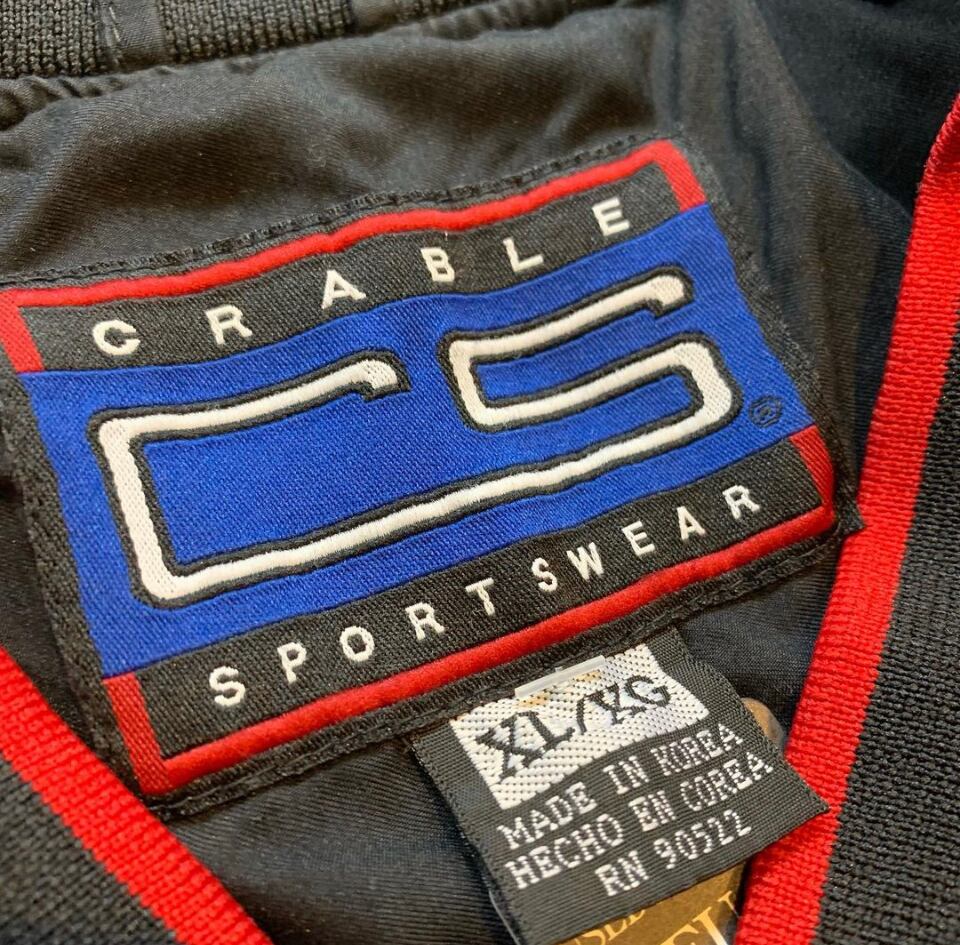 CRABLE
CS
®
SPORTSWEAR
XL/XG
MADE IN KOREA
HECHO EN COREA
RN 90522